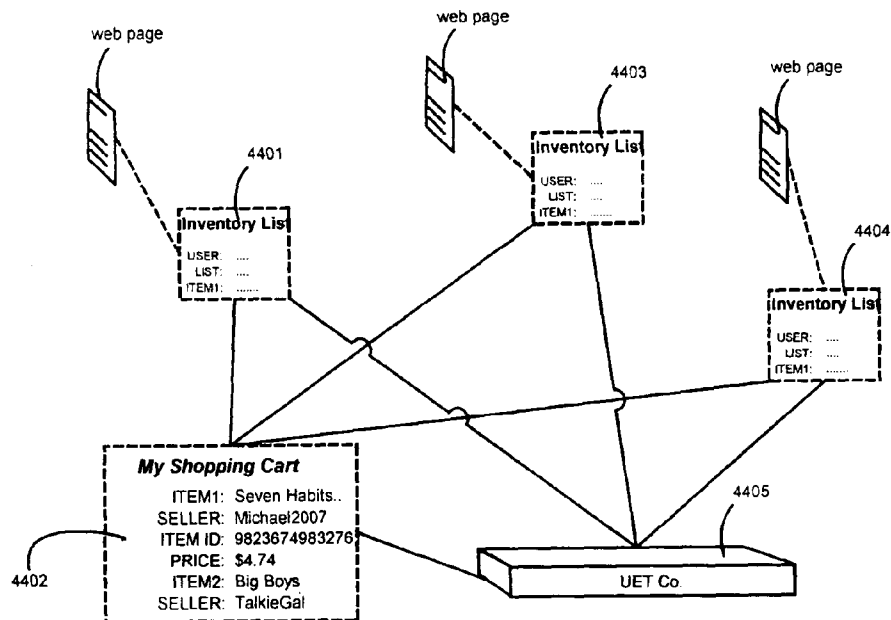 web page
web page
web page
4403
4401
Inventory List
USER: ....
LIST: ....
ITEM1: .......
4404
Inventory List
USER: ....
LIST: ....
ITEM1: .......
Inventory List
USER: ....
LIST: ....
ITEM1: .......
My Shopping Cart
ITEM1: Seven Habits..
SELLER: Michael2007
ITEM ID: 9823674983276
PRICE: $4.74
ITEM2: Big Boys
SELLER: TalkieGal
4402
4405
UET Co.